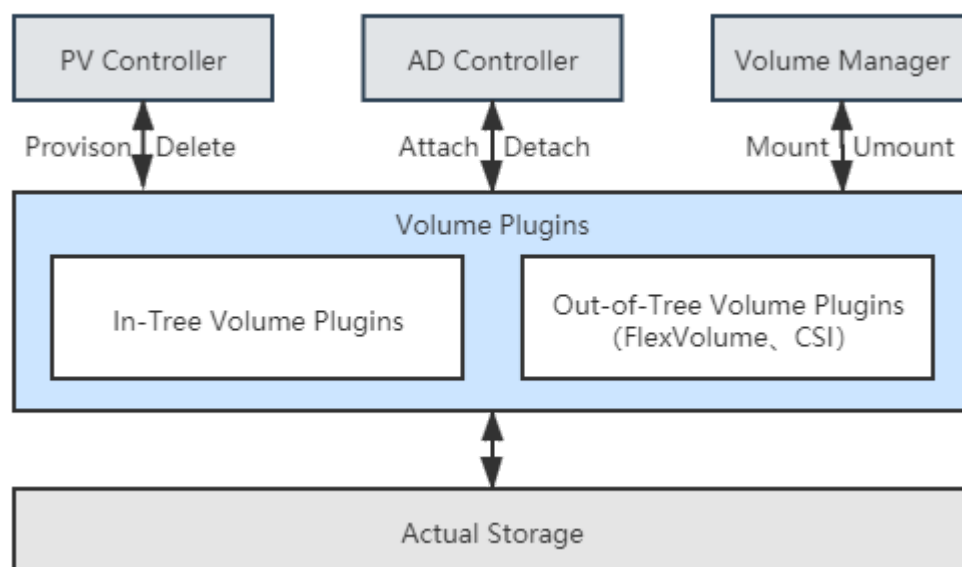 PV Controller
AD Controller
Volume Manager
Provison Delete
Attach Detach
Mount Umount
Volume Plugins
In-Tree Volume Plugins
Out-of-Tree Volume Plugins
（FlexVolume、CSI）
Actual Storage